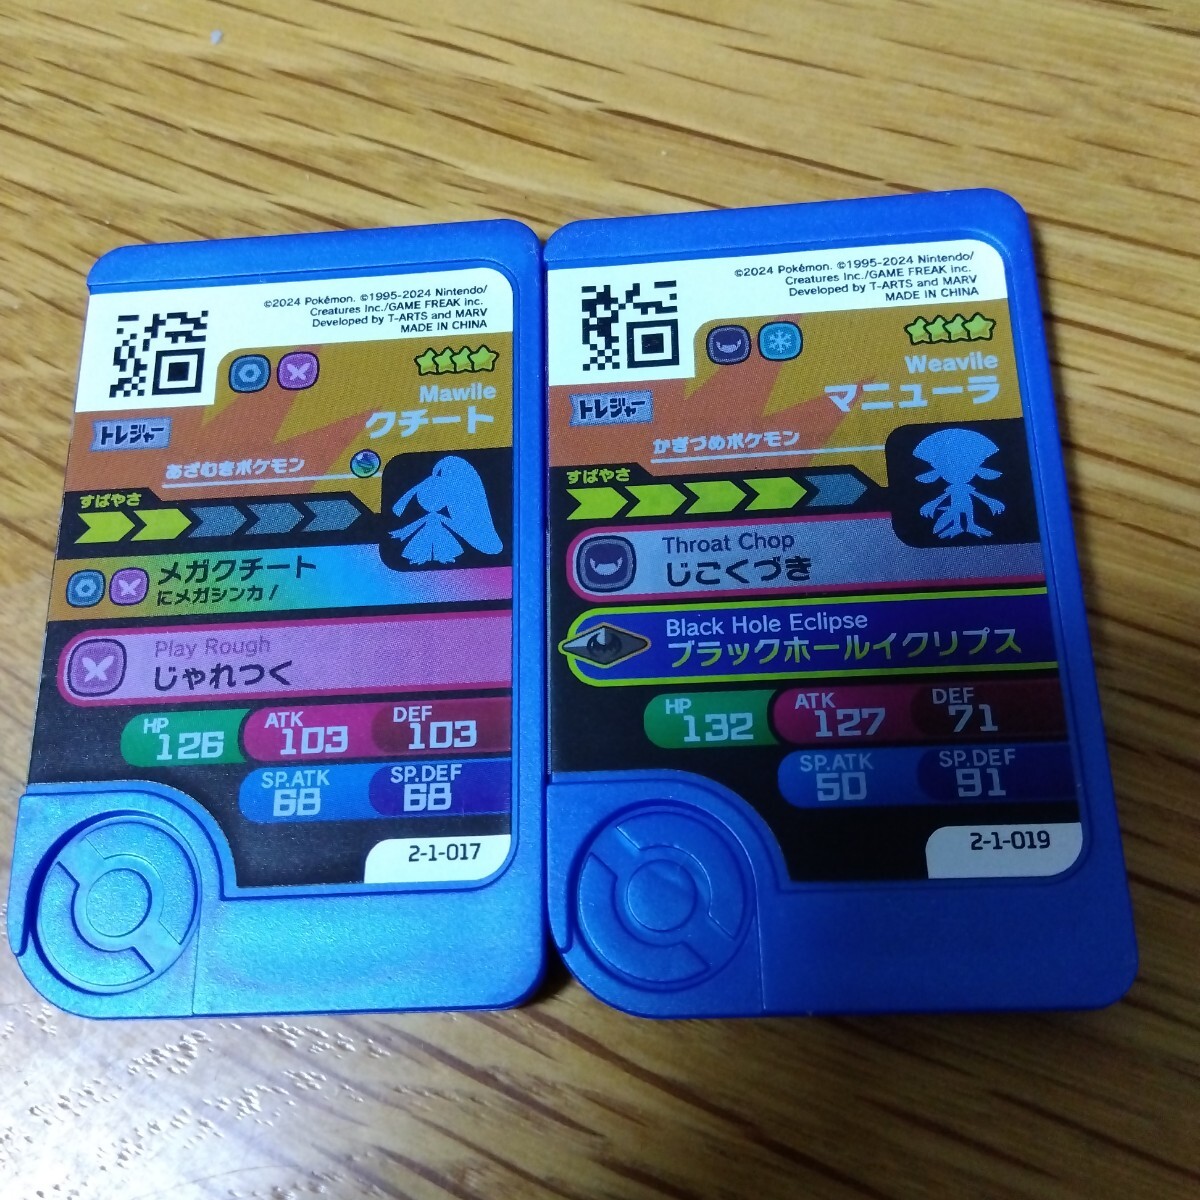 ©2024 Pokémon. ©1995-2024 Nintendo/
Creatures Inc./GAME FREAK inc.
Developed by T-ARTS and MARV
MADE IN CHINA
Mawile
クチート
トレジャー
あざむきポケモン
すばやさ
メガクチート
にメガシンカ!
Play Rough
じゃれつく
HP
126
ATK
103
DEF
103
SP.ATK
68
SP.DEF
68
2-1-017
©2024 Pokémon. ©1995-2024 Nintendo/
Creatures Inc./GAME FREAK inc.
Developed by T-ARTS and MARV
MADE IN CHINA
Weavile
マニューラ
トレジャー
かぎづめポケモン
すばやさ
Throat Chop
じごくづき
Black Hole Eclipse
ブラックホールイクリプス
HP
132
ATK
127
DEF
71
SP.ATK
50
SP.DEF
91
2-1-019